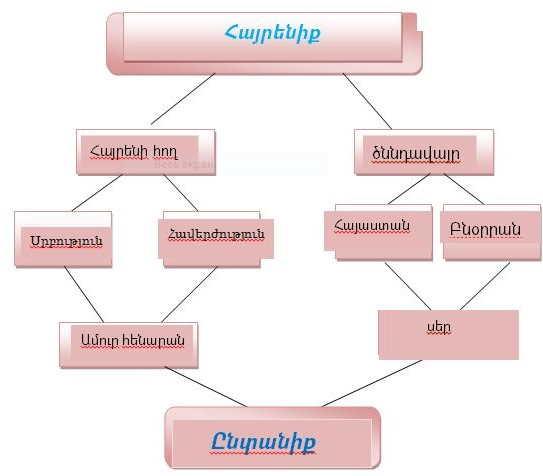 Հայրենիք
Հայրենի հող
ծննդավայր
Սրբություն
Հավերժություն
Հայաստան
Բնօրրան
Ամուր հենարան
սեր
Ընտանիք